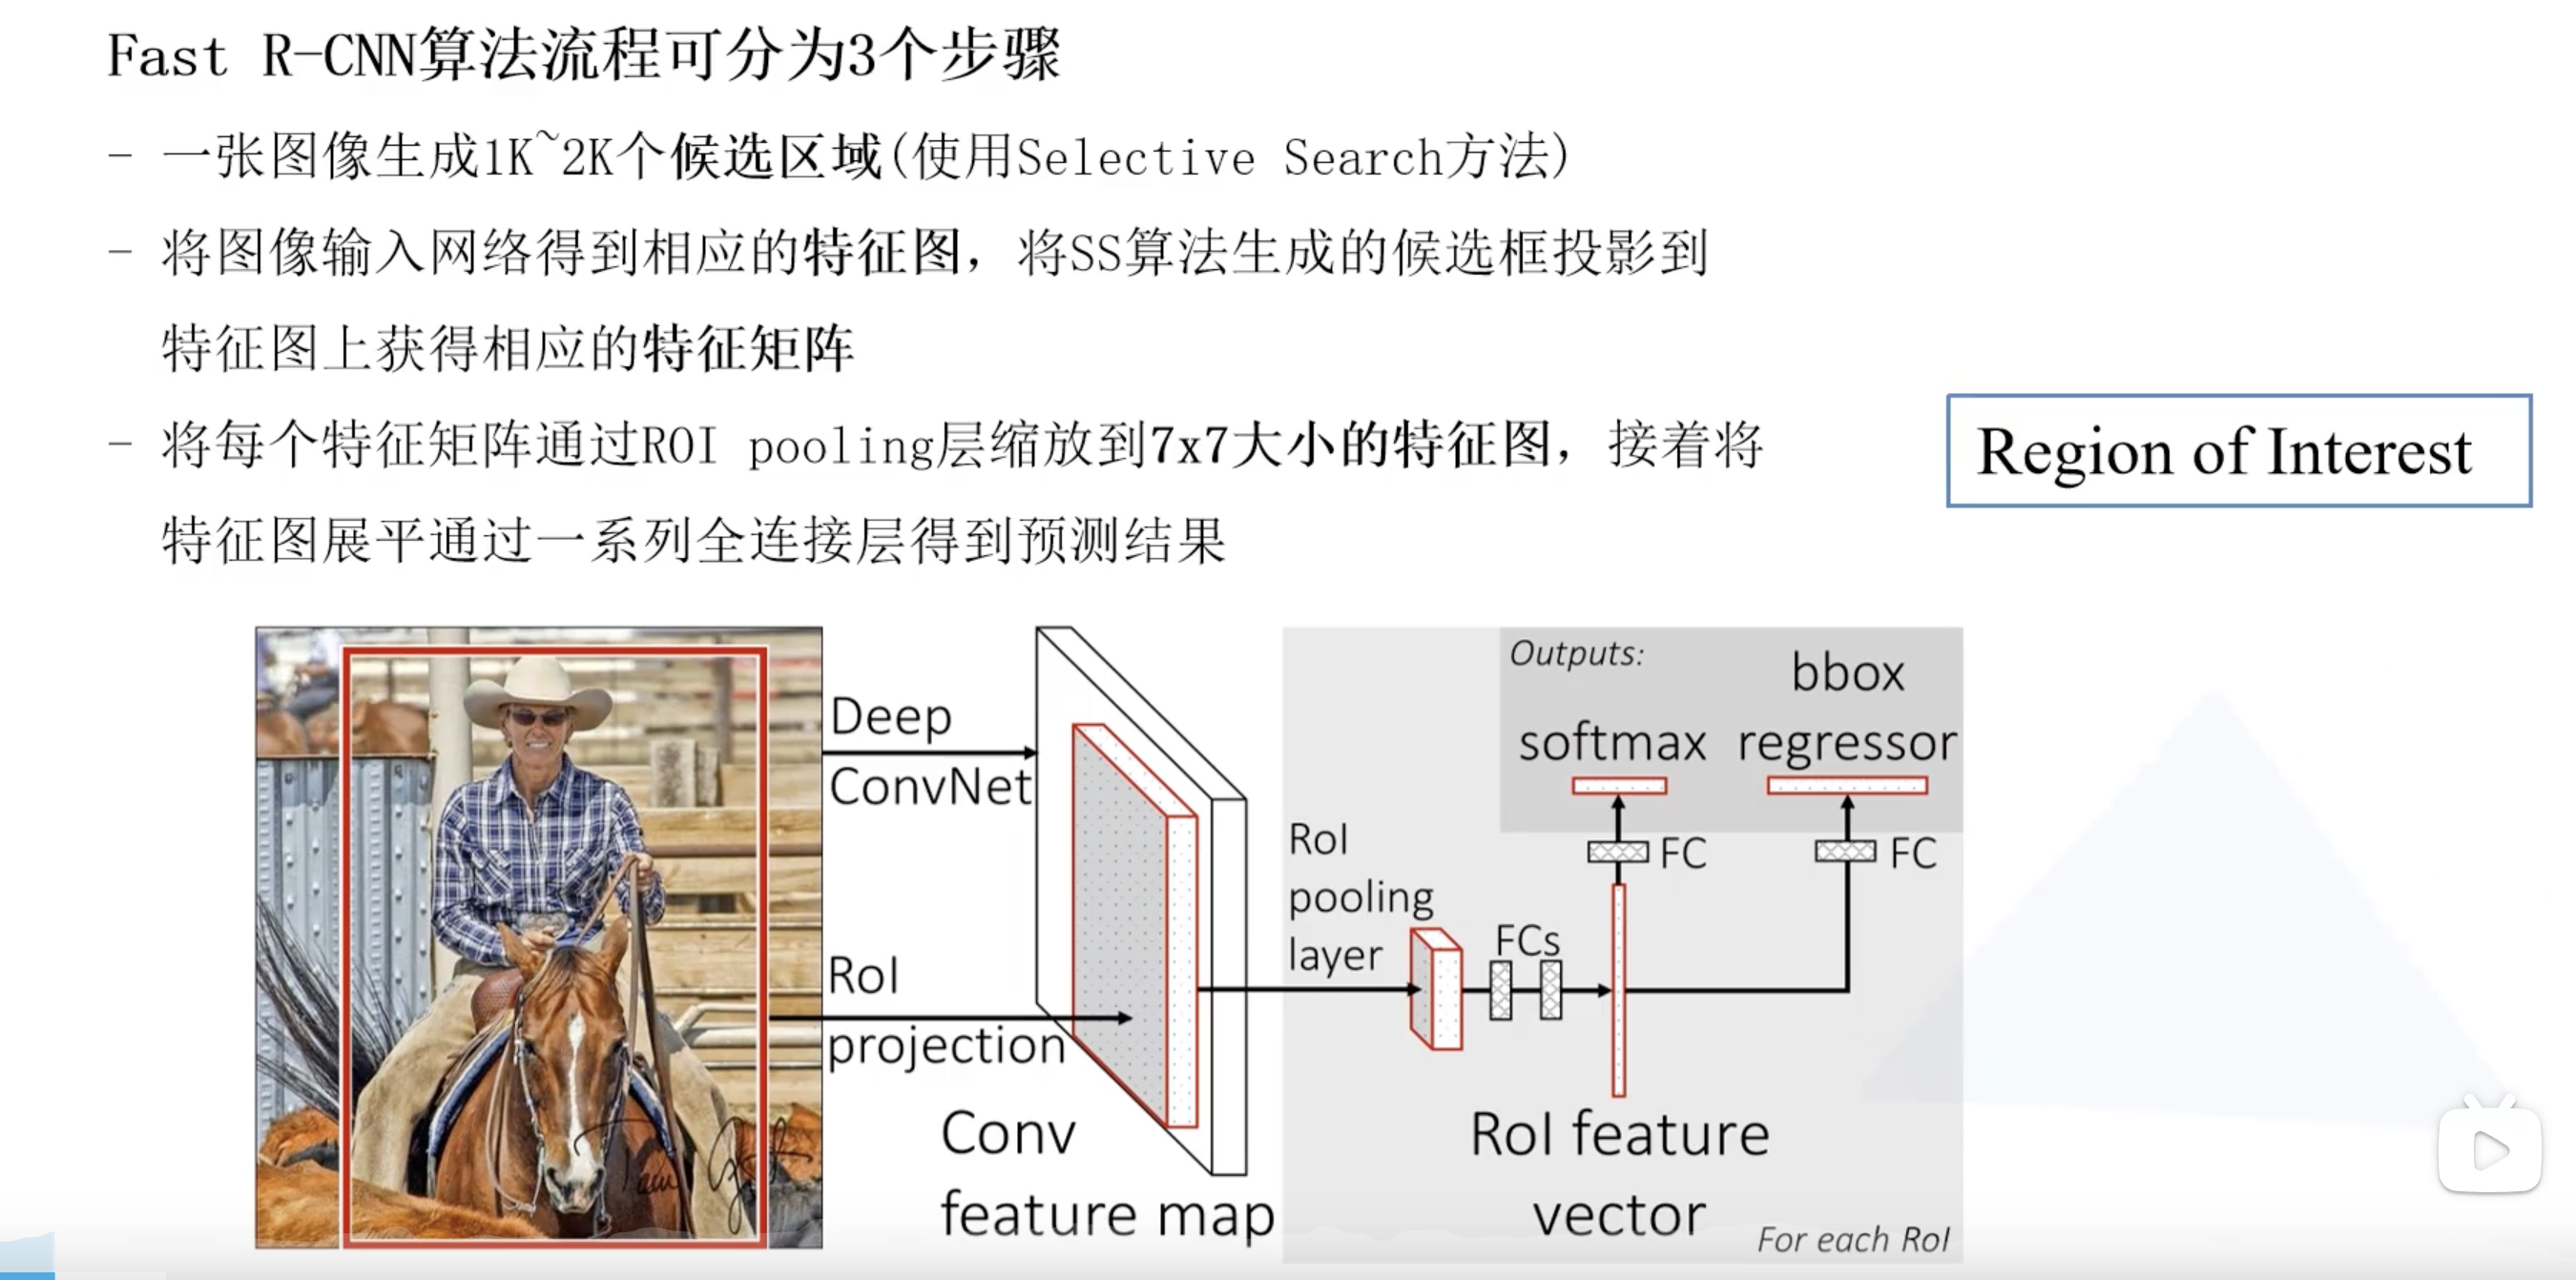 Fast R-CNN算法流程可分为3个步骤
- 一张图像生成1K~2K个候选区域(使用Selective Search方法)
- 将图像输入网络得到相应的特征图，将SS算法生成的候选框投影到
特征图上获得相应的特征矩阵
- 将每个特征矩阵通过ROI pooling层缩放到7x7大小的特征图，接着将
特征图展平通过一系列全连接层得到预测结果
Region of Interest
Deep
ConvNet
RoI
projection
Conv
feature map
RoI
pooling
layer
FCs
RoI feature
vector
Outputs:
softmax
bbox
regressor
FC
FC
For each RoI